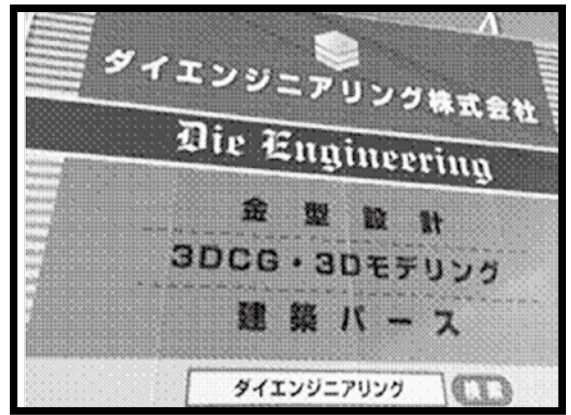 ダイエンジニアリング株式会社
Die Engineering
金型設計
3DCG・3Dモデリング
建築パース
ダイエンジニアリング